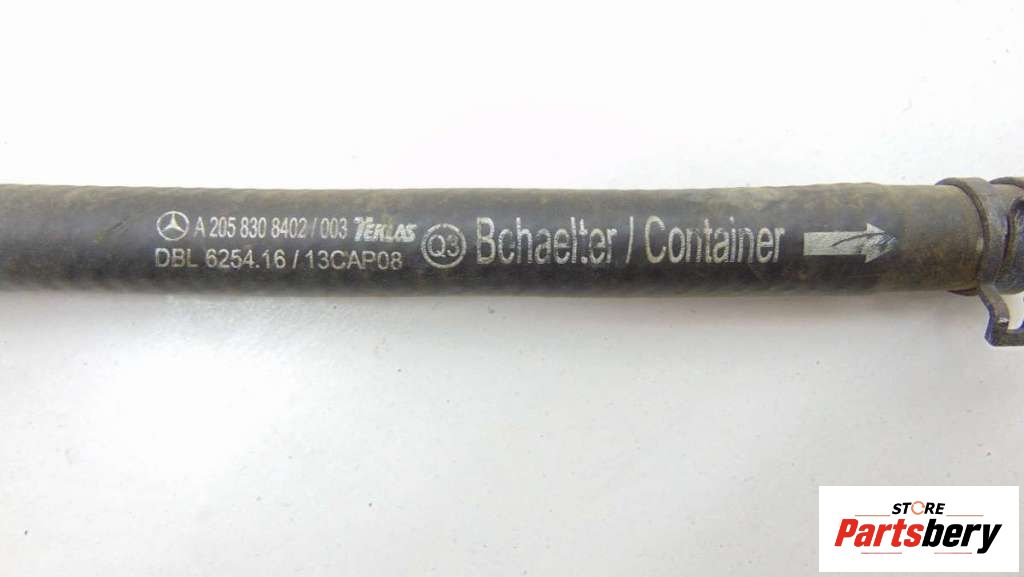 A 205 830 8402 / 003 TEKLAS
DBL 6254.16 / 13CAP08
Q3
Bchaelter / Container
STORE
Partsbery